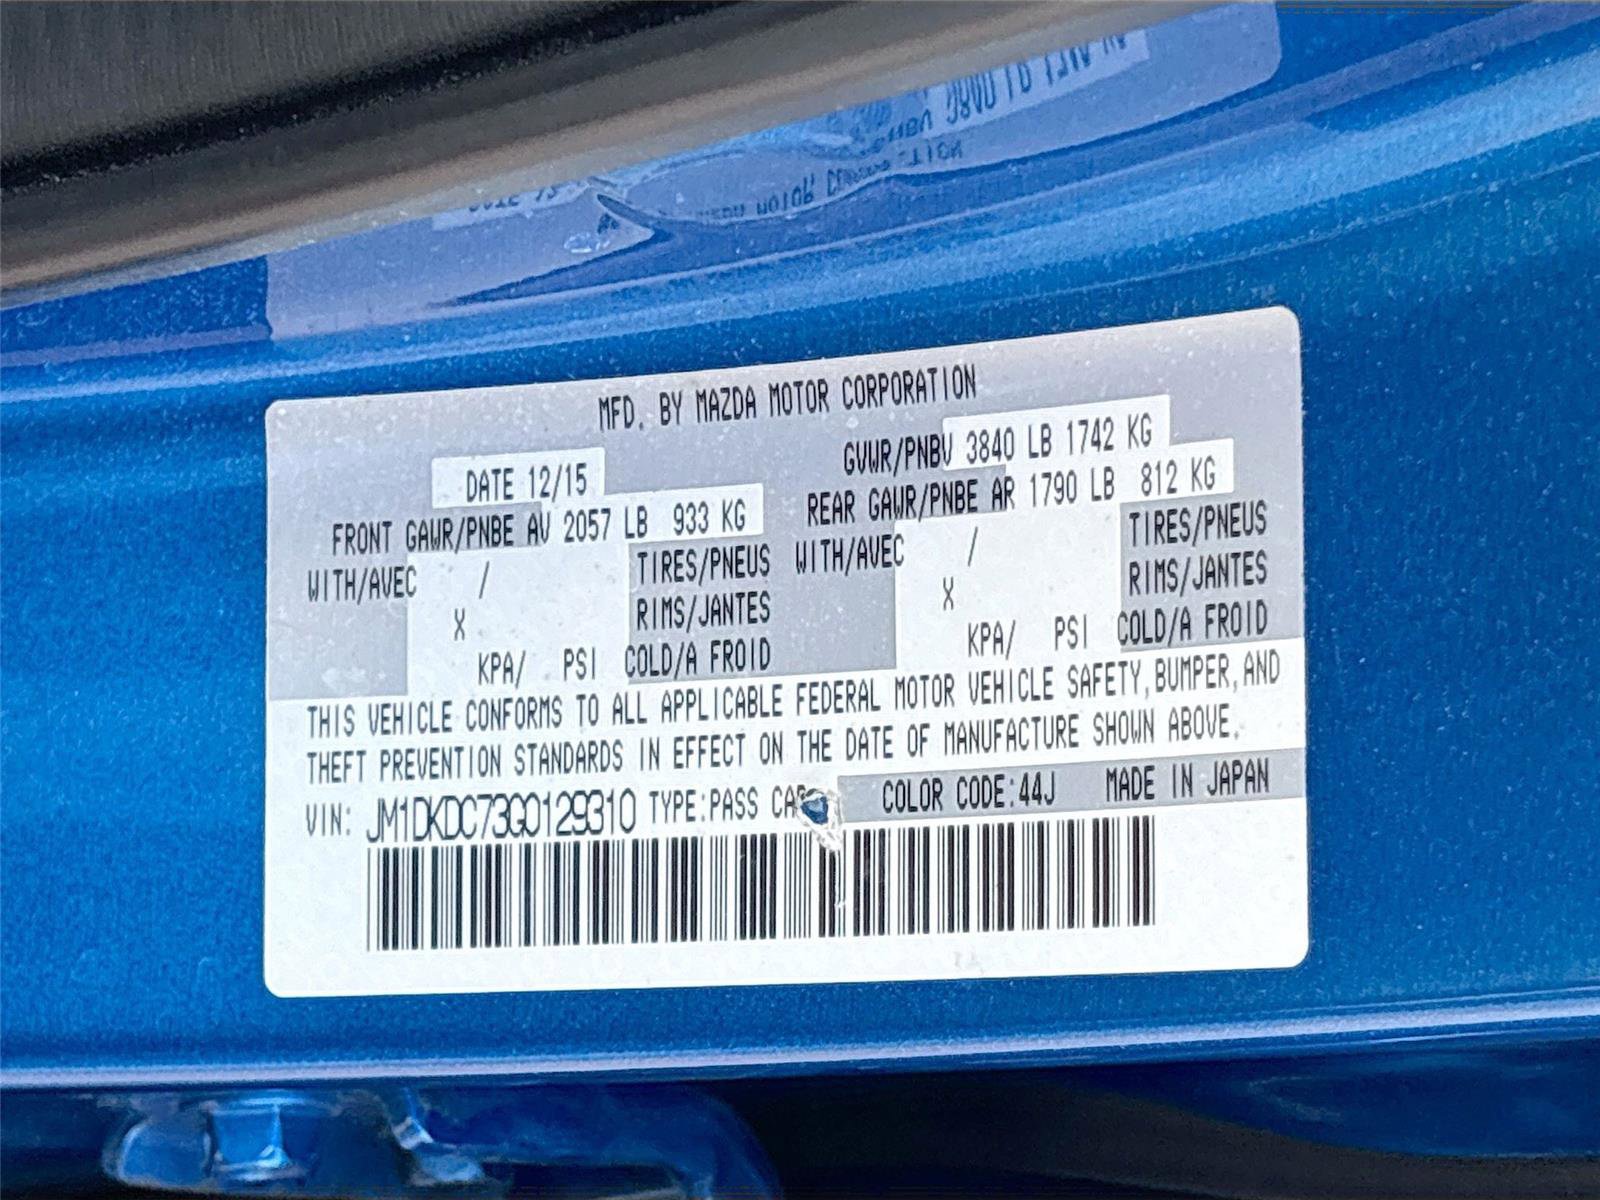 MFD. BY MAZDA MOTOR CORPORATION
DATE 12/15
GVWR/PNBV 3840 LB 1742 KG
FRONT GAWR/PNBE AV 2057 LB 933 KG
REAR GAWR/PNBE AR 1790 LB 812 KG
WITH/AVEC / TIRES/PNEUS
X RIMS/JANTES
KPA/ PSI COLD/A FROID
WITH/AVEC / TIRES/PNEUS
X RIMS/JANTES
KPA/ PSI COLD/A FROID
THIS VEHICLE CONFORMS TO ALL APPLICABLE FEDERAL MOTOR VEHICLE SAFETY, BUMPER, AND
THEFT PREVENTION STANDARDS IN EFFECT ON THE DATE OF MANUFACTURE SHOWN ABOVE.
VIN: JM1DKDC73G0129310 TYPE:PASS CAR COLOR CODE:44J MADE IN JAPAN